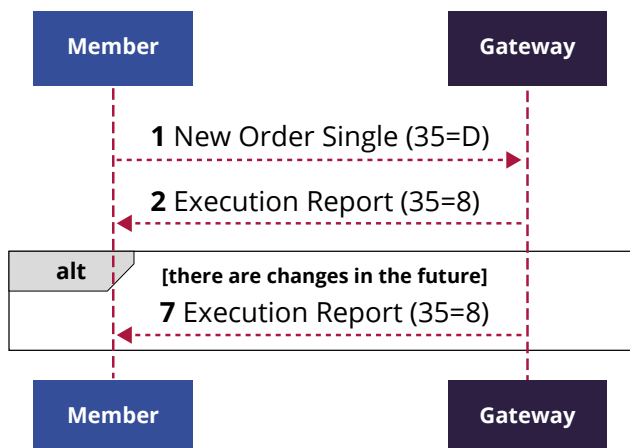 Member
Gateway
1 New Order Single (35=D)
2 Execution Report (35=8)
alt
[there are changes in the future]
7 Execution Report (35=8)
Member
Gateway